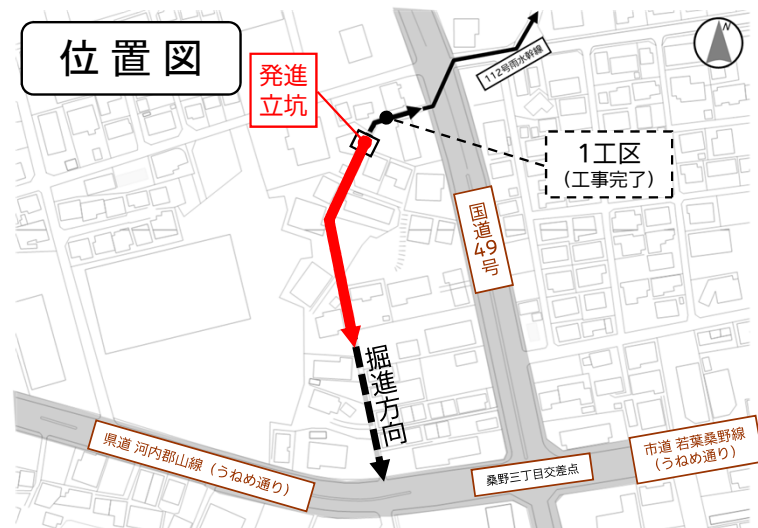 位置図
N
発進
立坑
112号雨水幹線
1工区
(工事完了)
国道49号
掘進方向
県道 河内郡山線（うねめ通り）
桑野三丁目交差点
市道 若葉桑野線
（うねめ通り）